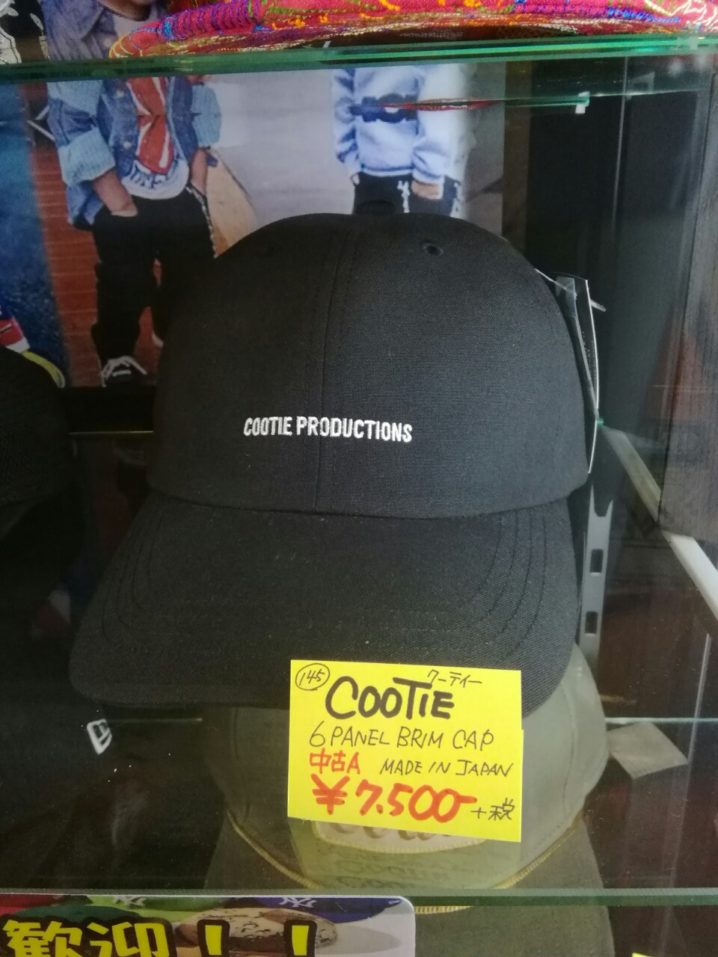 COOTIE PRODUCTIONS
145
クーティー
COOTIE
6 PANEL BRIM CAP
中古A MADE IN JAPAN
¥7.500 +税
歓迎！！